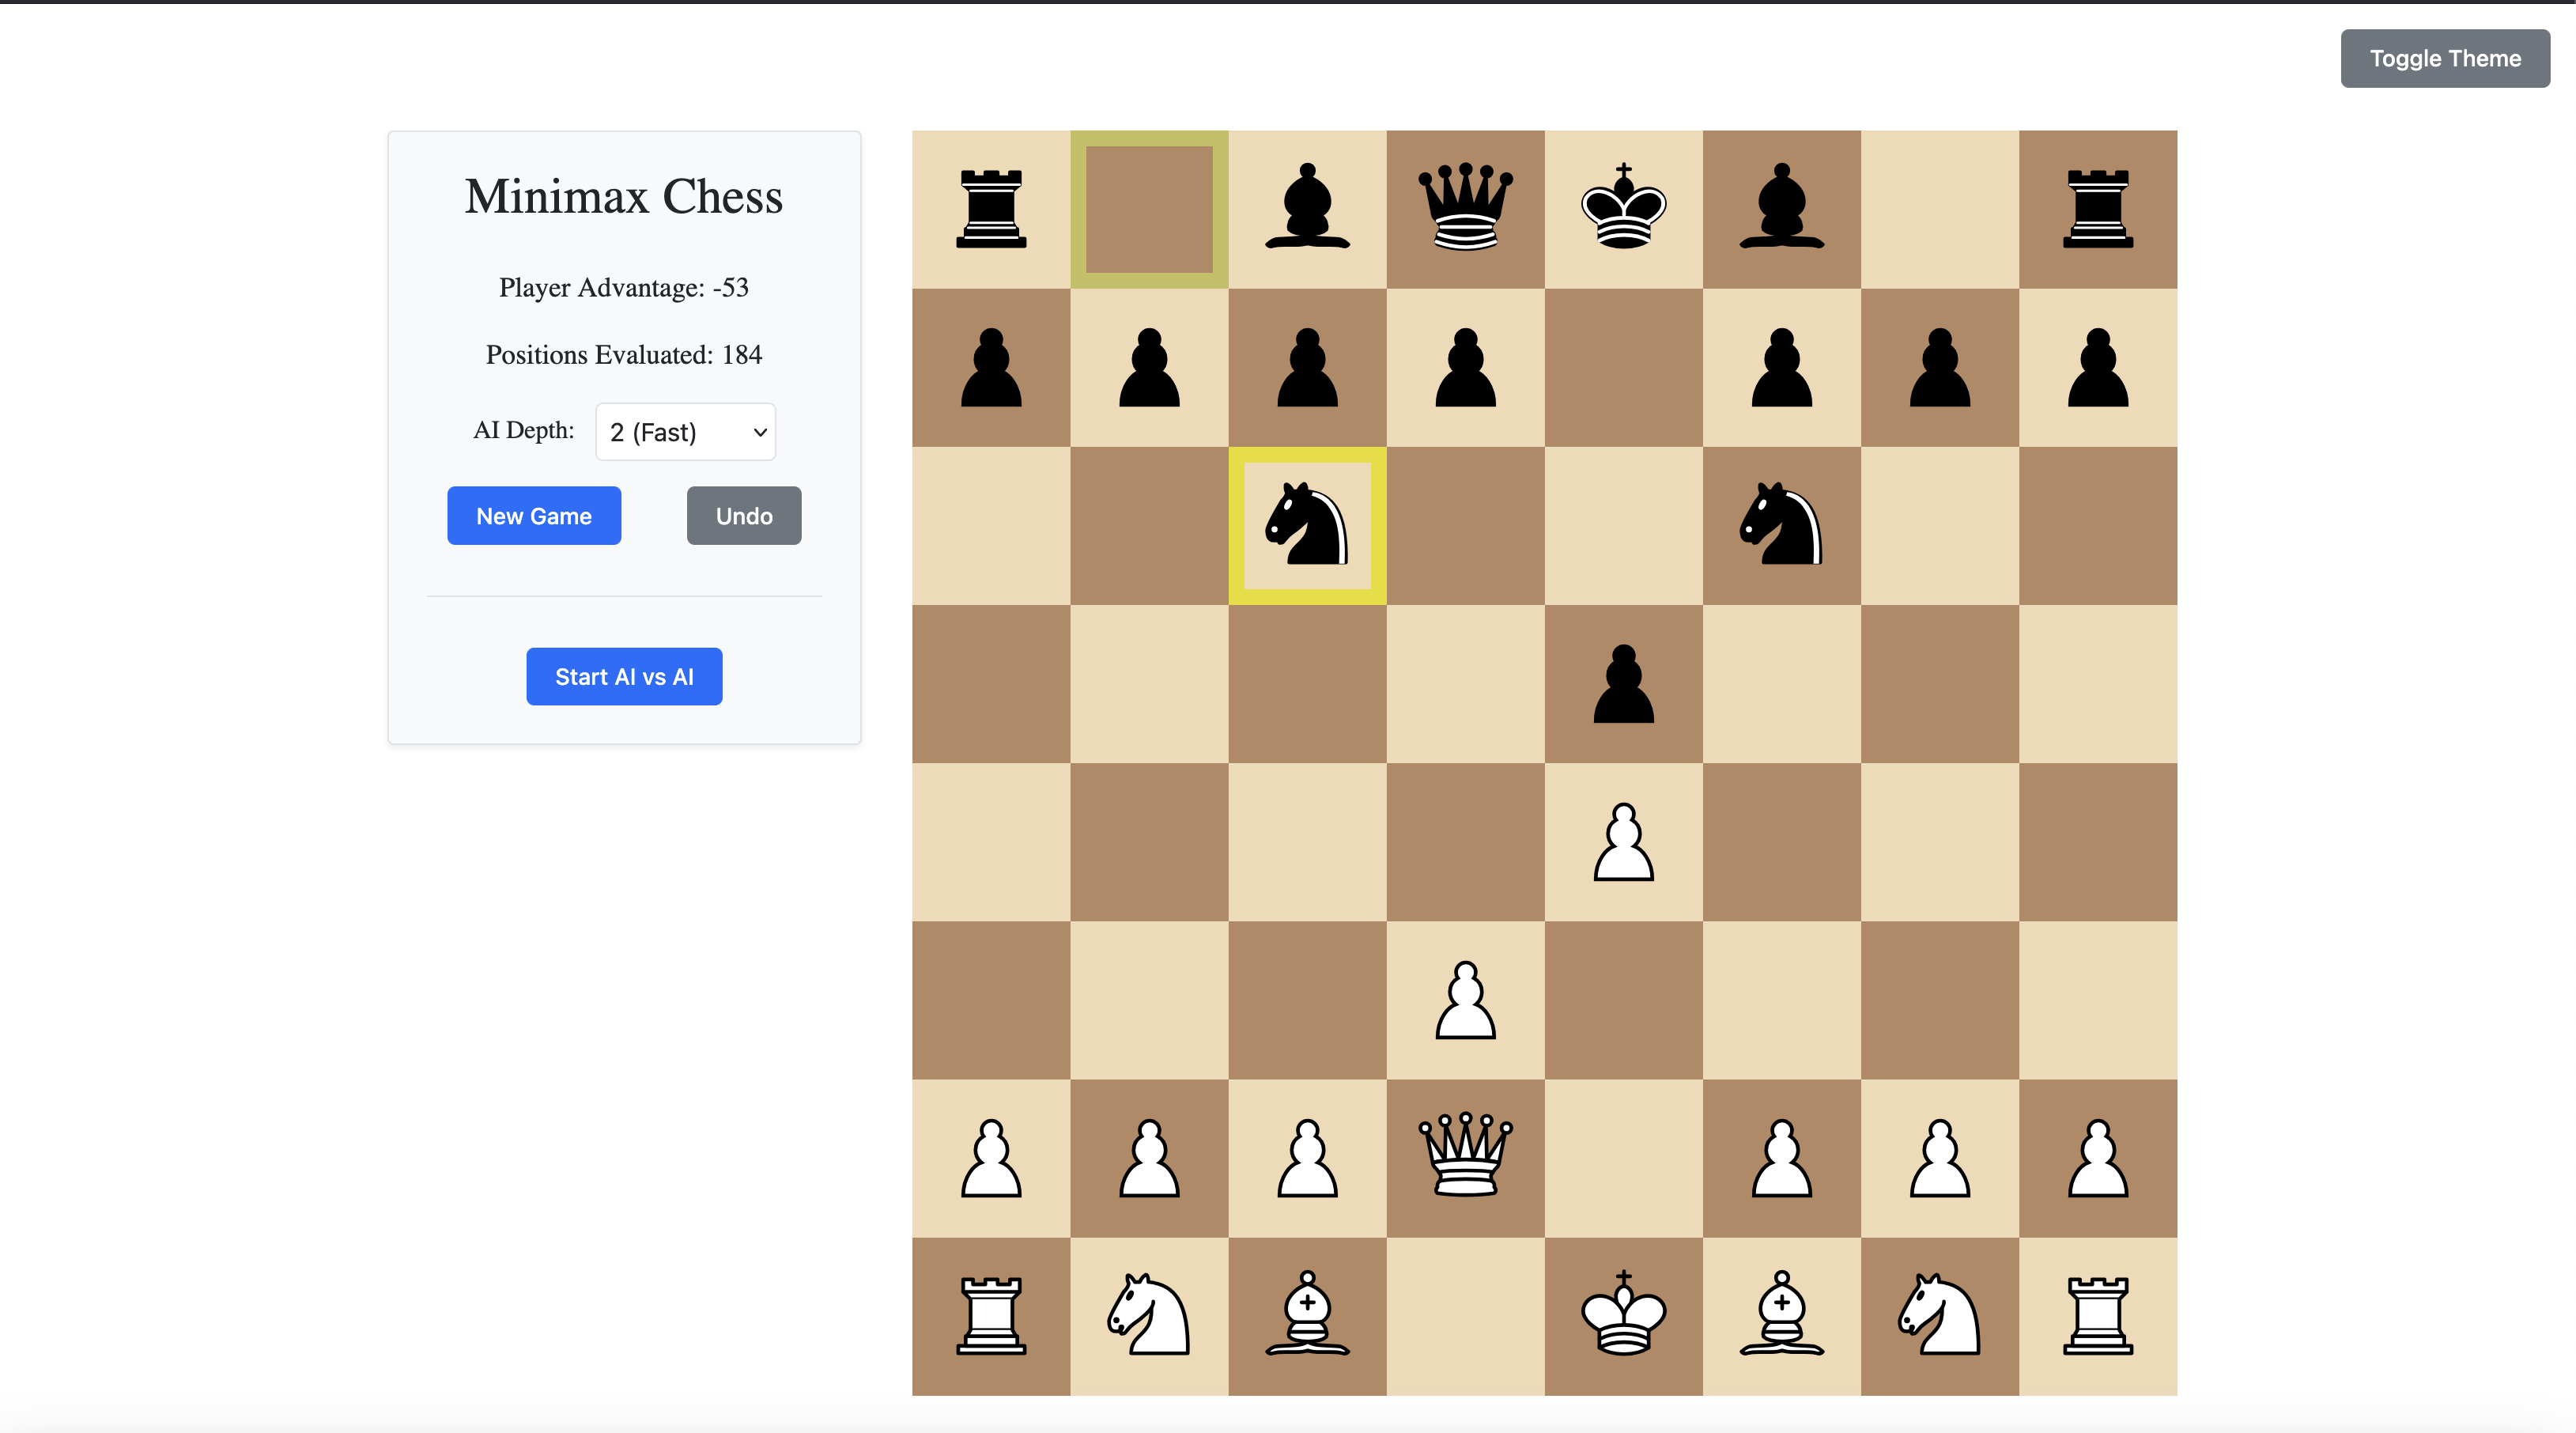 Toggle Theme
Minimax Chess
Player Advantage: -53
Positions Evaluated: 184
AI Depth: 2 (Fast)
New Game Undo
Start AI vs AI